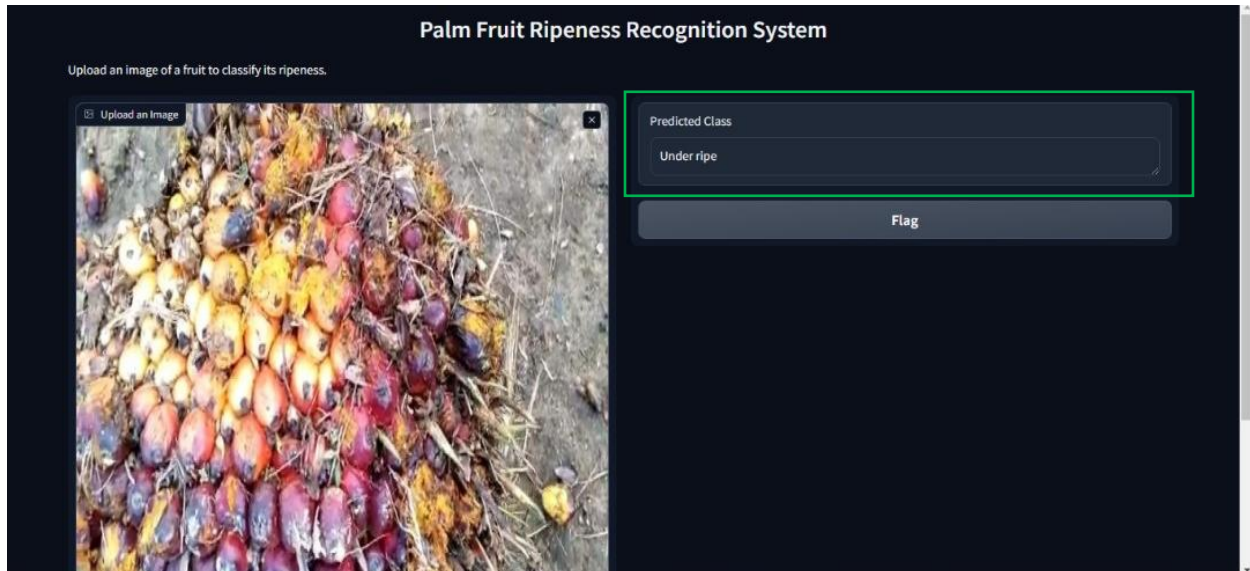 Palm Fruit Ripeness Recognition System
Upload an image of a fruit to classify its ripeness.
Upload an Image
Predicted Class
Under ripe
Flag